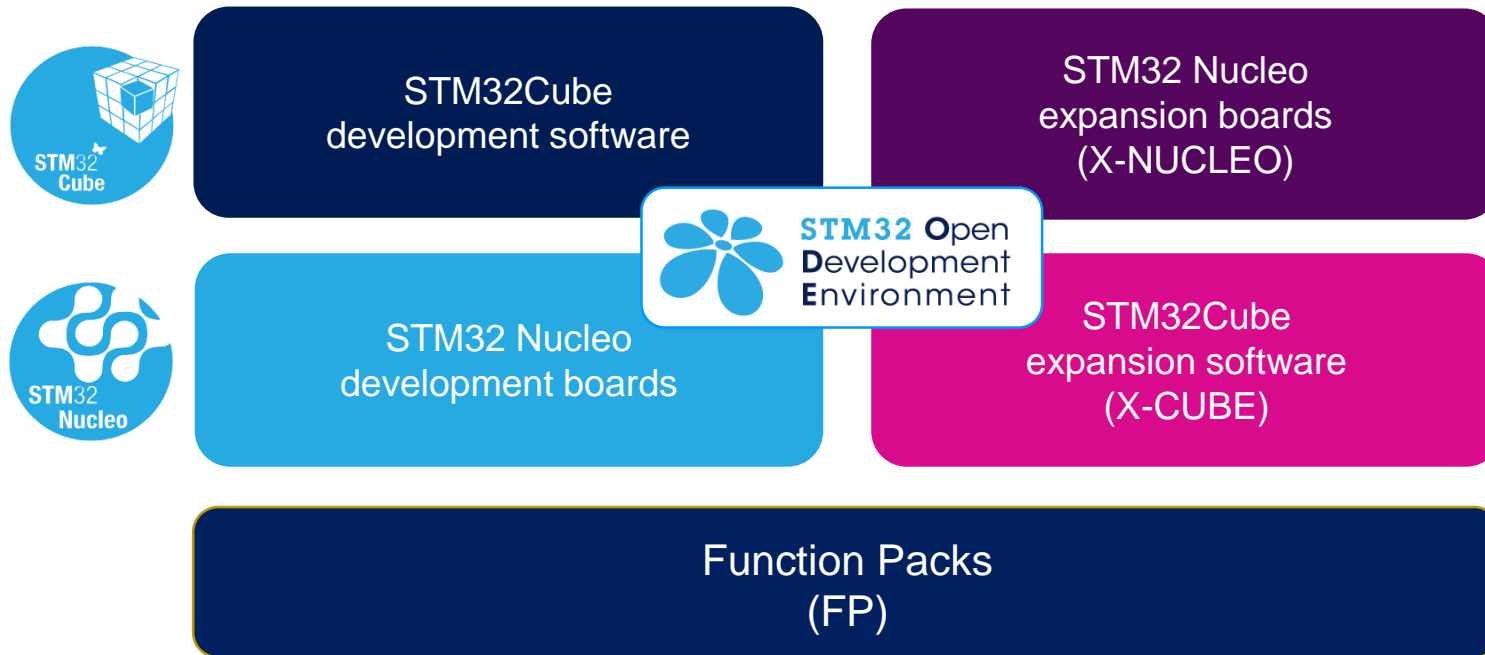 STM32
Cube
STM32Cube
development software
STM32 Nucleo
expansion boards
(X-NUCLEO)
STM32 Open
Development
Environment
STM32
Nucleo
STM32 Nucleo
development boards
STM32Cube
expansion software
(X-CUBE)
Function Packs
(FP)